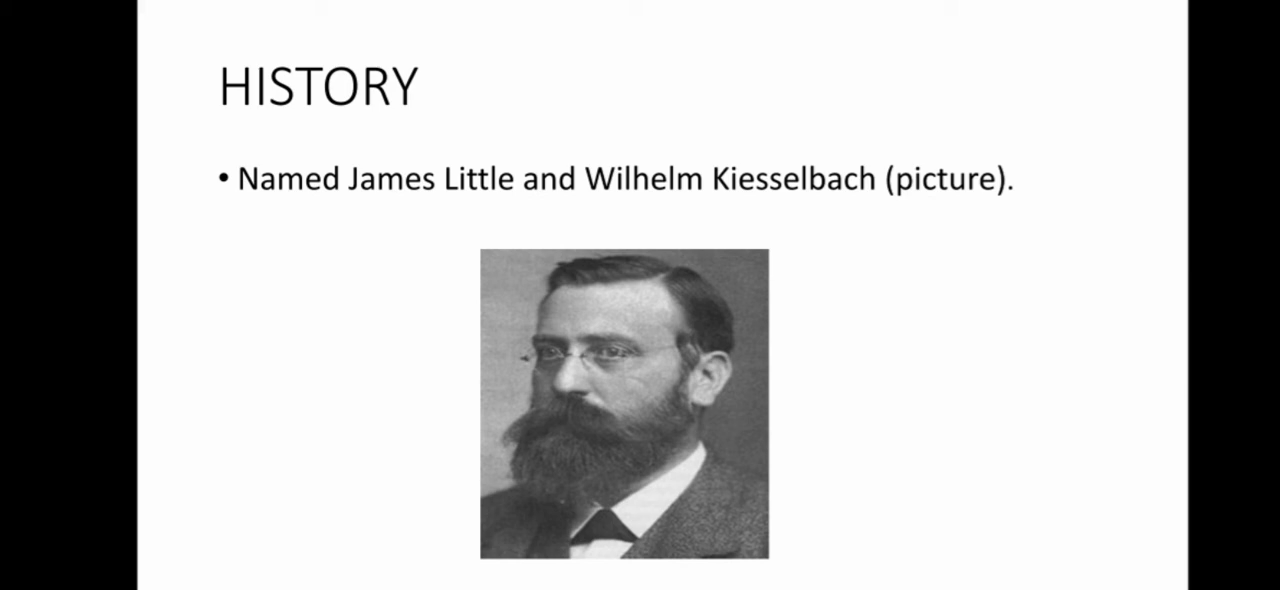 HISTORY
• Named James Little and Wilhelm Kiesselbach (picture).